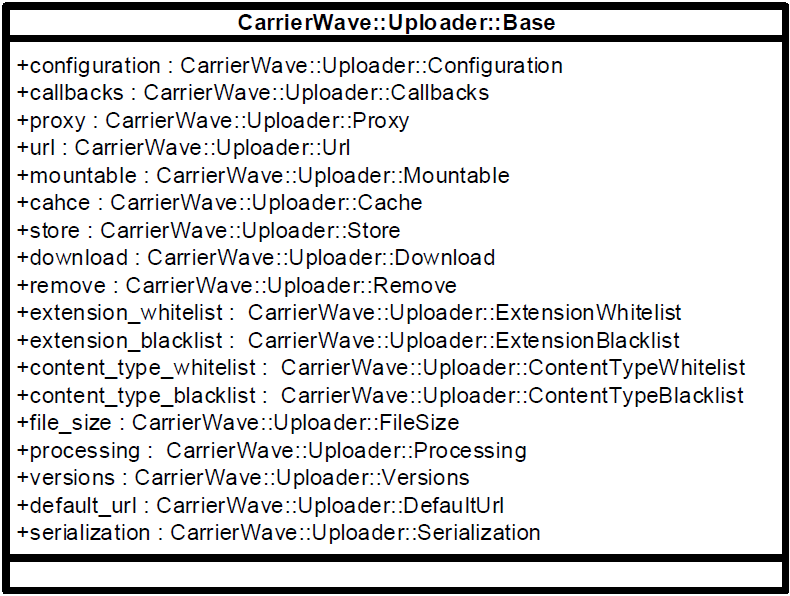 CarrierWave::Uploader::Base
+configuration : CarrierWave::Uploader::Configuration
+callbacks : CarrierWave::Uploader::Callbacks
+proxy : CarrierWave::Uploader::Proxy
+url : CarrierWave::Uploader::Url
+mountable : CarrierWave::Uploader::Mountable
+cahce : CarrierWave::Uploader::Cache
+store : CarrierWave::Uploader::Store
+download : CarrierWave::Uploader::Download
+remove : CarrierWave::Uploader::Remove
+extension_whitelist :  CarrierWave::Uploader::ExtensionWhitelist
+extension_blacklist :  CarrierWave::Uploader::ExtensionBlacklist
+content_type_whitelist :  CarrierWave::Uploader::ContentTypeWhitelist
+content_type_blacklist :  CarrierWave::Uploader::ContentTypeBlacklist
+file_size : CarrierWave::Uploader::FileSize
+processing :  CarrierWave::Uploader::Processing
+versions : CarrierWave::Uploader::Versions
+default_url : CarrierWave::Uploader::DefaultUrl
+serialization : CarrierWave::Uploader::Serialization